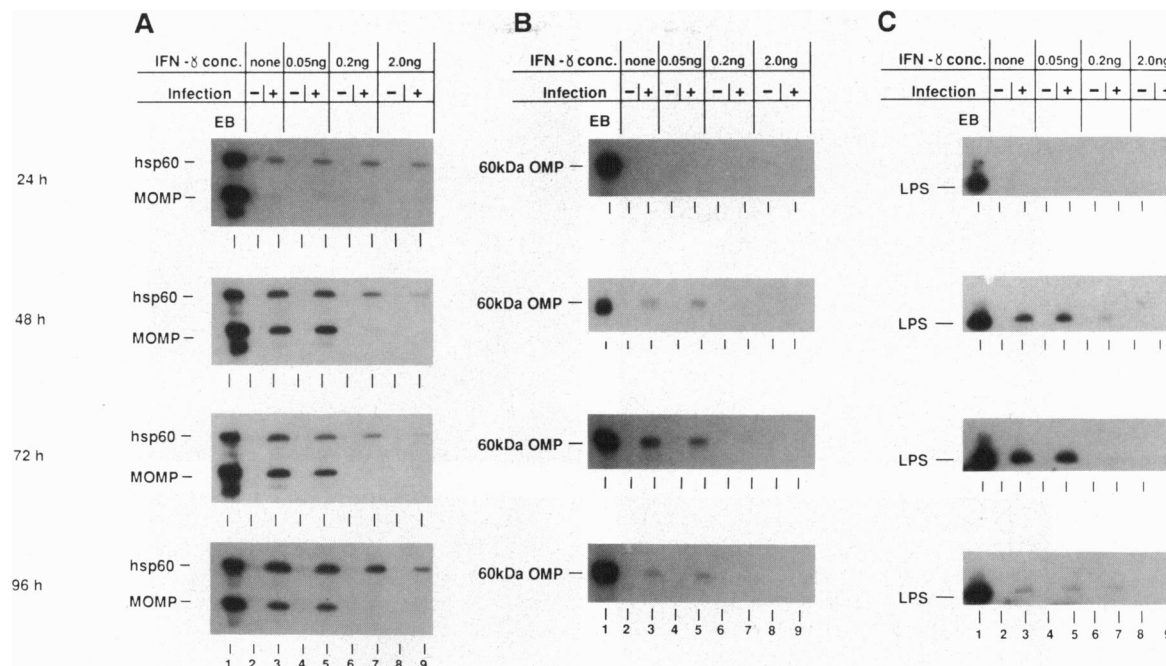 A B C
IFN -ɣ conc. none 0.05ng 0.2ng 2.0ng
Infection − + − + − + − +
EB
hsp60
MOMP
24 h
IFN -ɣ conc. none 0.05ng 0.2ng 2.0ng
Infection − + − + − + − +
EB
60kDa OMP
IFN -ɣ conc. none 0.05ng 0.2ng 2.0ng
Infection − + − + − + − +
EB
LPS
48 h
hsp60
MOMP
60kDa OMP
LPS
72 h
hsp60
MOMP
60kDa OMP
LPS
96 h
hsp60
MOMP
1 2 3 4 5 6 7 8 9
60kDa OMP
1 2 3 4 5 6 7 8 9
LPS
1 2 3 4 5 6 7 8 9